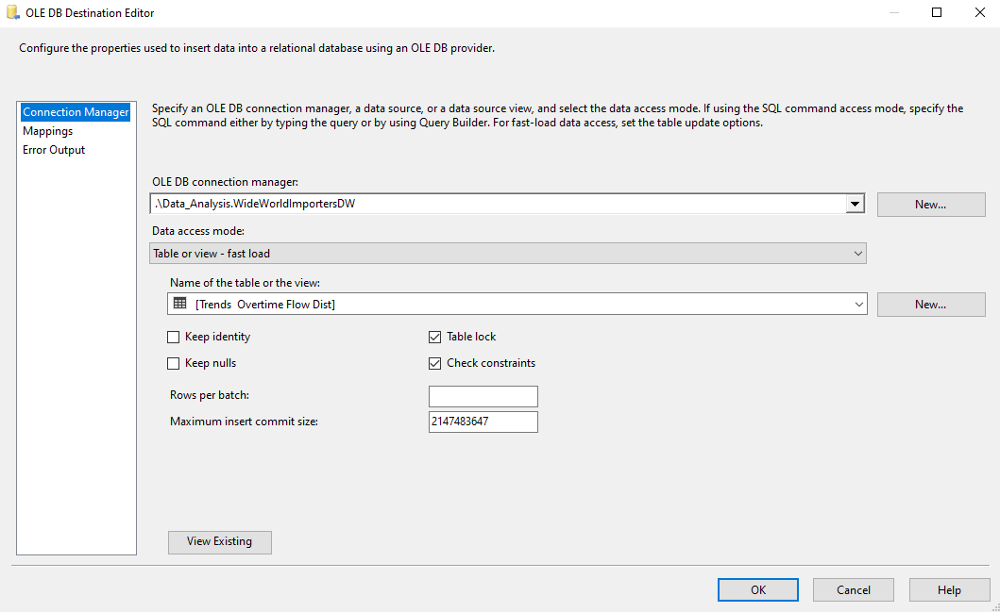 OLE DB Destination Editor
Configure the properties used to insert data into a relational database using an OLE DB provider.
Connection Manager
Mappings
Error Output
Specify an OLE DB connection manager, a data source, or a data source view, and select the data access mode. If using the SQL command access mode, specify the
SQL command either by typing the query or by using Query Builder. For fast-load data access, set the table update options.
OLE DB connection manager:
.\Data_Analysis.WideWorldImportersDW
New...
Data access mode:
Table or view - fast load
Name of the table or the view:
[Trends  Overtime Flow Dist]
New...
Keep identity
Table lock
Keep nulls
Check constraints
Rows per batch:
Maximum insert commit size:
2147483647
View Existing
OK
Cancel
Help